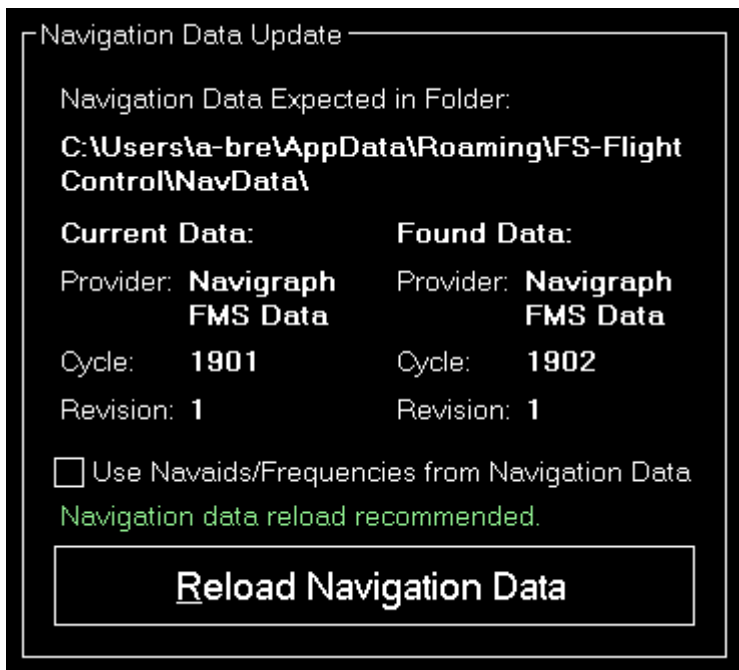 Navigation Data Update
Navigation Data Expected in Folder:
C:\Users\a-bre\AppData\Roaming\FS-Flight
Control\NavData\
Current Data: Found Data:
Provider: Navigraph Provider: Navigraph
FMS Data FMS Data
Cycle: 1901 Cycle: 1902
Revision: 1 Revision: 1
Use Navaids/Frequencies from Navigation Data
Navigation data reload recommended.
Reload Navigation Data